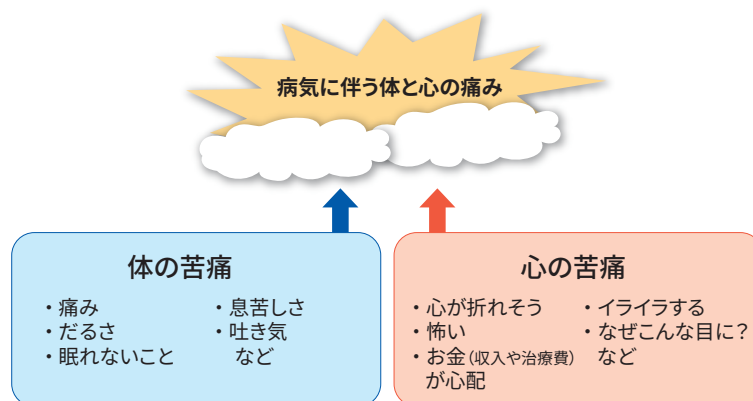 病気に伴う体と心の痛み
体の苦痛
・痛み
・だるさ
・眠れないこと
・息苦しさ
・吐き気
など
心の苦痛
・心が折れそう
・怖い
・お金(収入や治療費)
が心配
・イライラする
・なぜこんな目に?
など